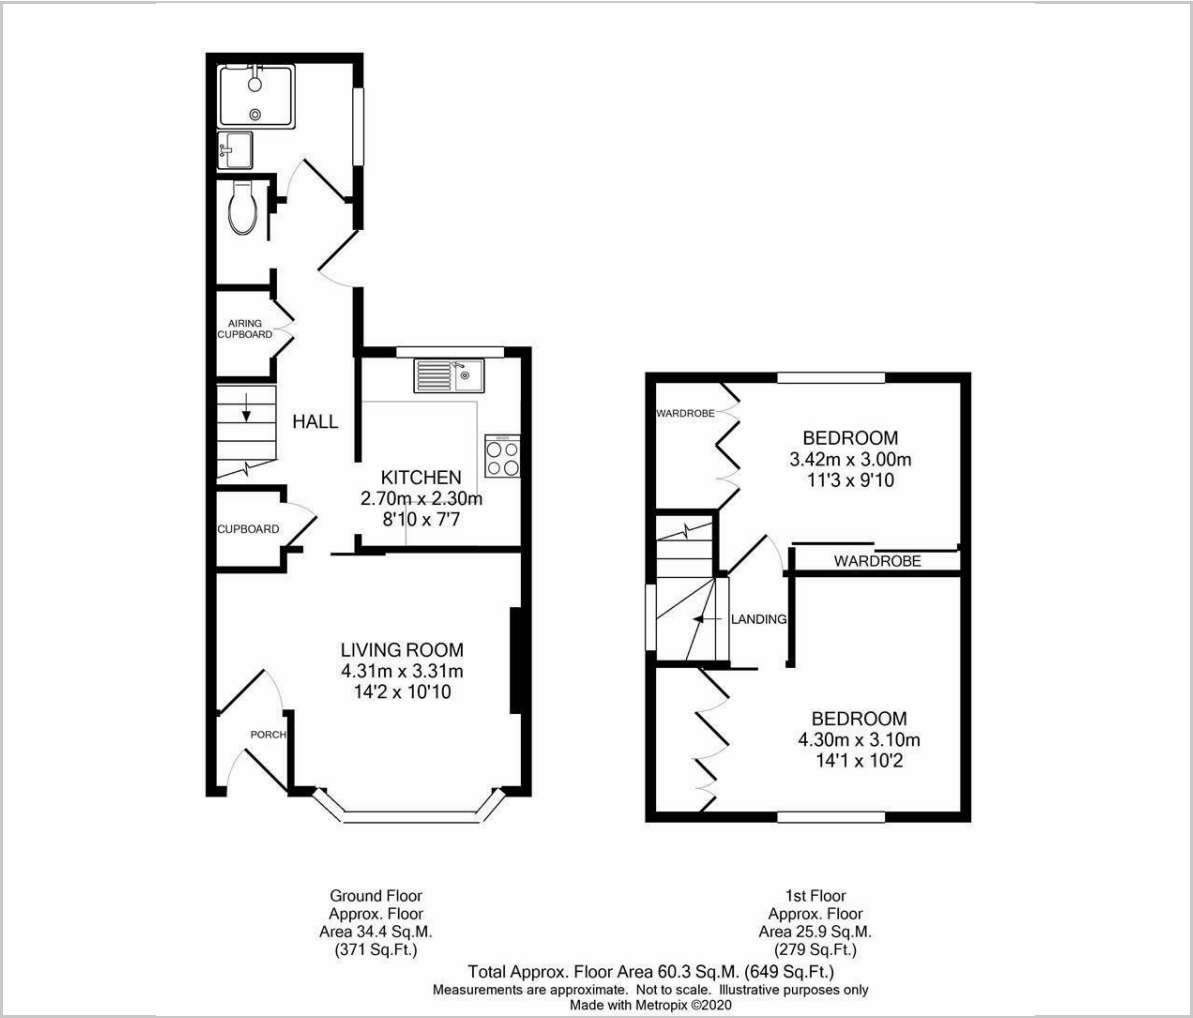 AIRING
CUPBOARD
HALL
KITCHEN
2.70m x 2.30m
8'10 x 7'7
CUPBOARD
LIVING ROOM
4.31m x 3.31m
14'2 x 10'10
PORCH
WARDROBE
BEDROOM
3.42m x 3.00m
11'3 x 9'10
WARDROBE
LANDING
BEDROOM
4.30m x 3.10m
14'1 x 10'2
Ground Floor
Approx. Floor
Area 34.4 Sq.M.
(371 Sq.Ft.)
1st Floor
Approx. Floor
Area 25.9 Sq.M.
(279 Sq.Ft.)
Total Approx. Floor Area 60.3 Sq.M. (649 Sq.Ft.)
Measurements are approximate. Not to scale. Illustrative purposes only
Made with Metropix ©2020